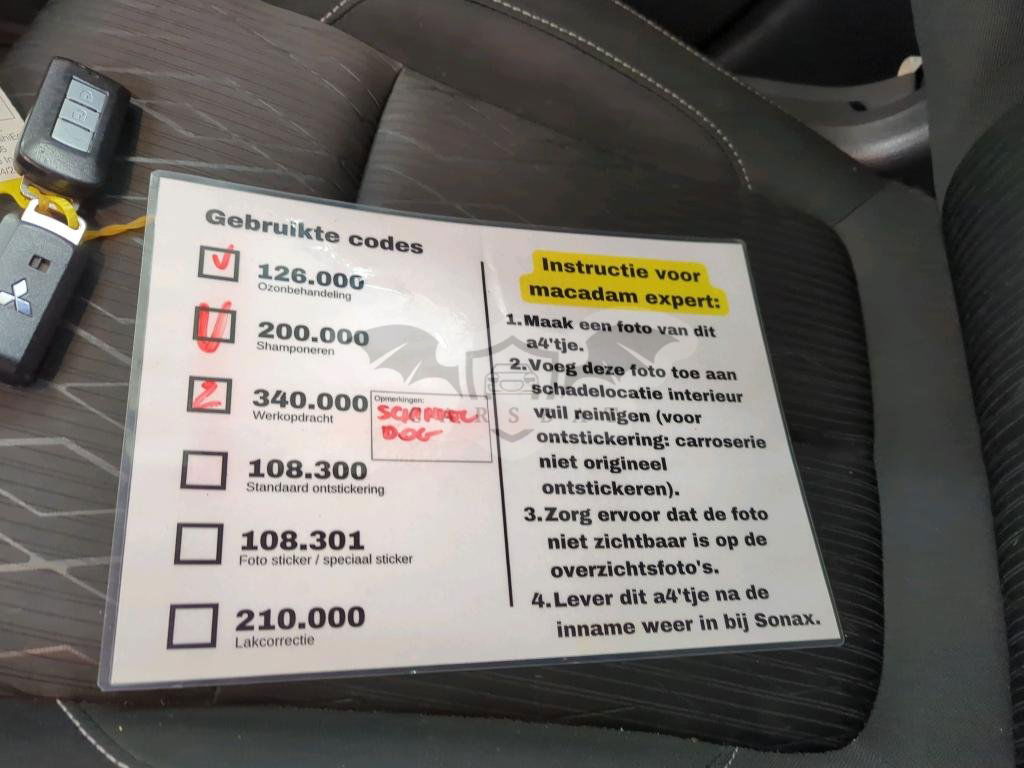 Gebruikte codes
126.000
Ozonbehandeling
200.000
Shamponeren
2
340.000
Werkopdracht
Opmerkingen:
DOG
108.300
Standaard ontstickering
108.301
Foto sticker / speciaal sticker
210.000
Lakcorrectie
Instructie voor
macadam expert:
1.Maak een foto van dit
a4'tje.
2.Voeg deze foto toe aan
schadelocatie interieur
vuil reinigen (voor
ontstickering: carroserie
niet origineel
ontstickeren).
3.Zorg ervoor dat de foto
niet zichtbaar is op de
overzichtsfoto's.
4.Lever dit a4'tje na de
inname weer in bij Sonax.